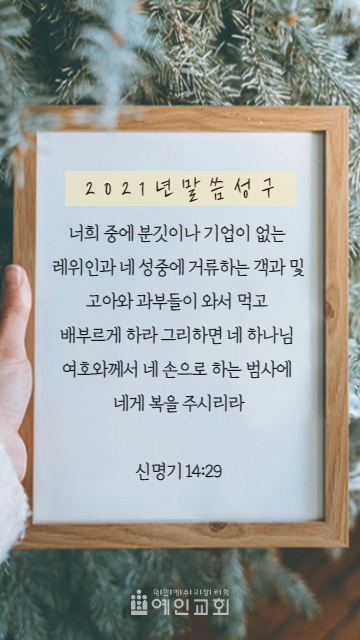 2021년말씀성구
너희 중에 분깃이나 기업이 없는
레위인과 네 성중에 거류하는 객과 및
고아와 과부들이 와서 먹고
배부르게 하라 그리하면 네 하나님
여호와께서 네 손으로 하는 범사에
네게 복을 주시리라
신명기 14:29
대한예수교장로회
예인교회